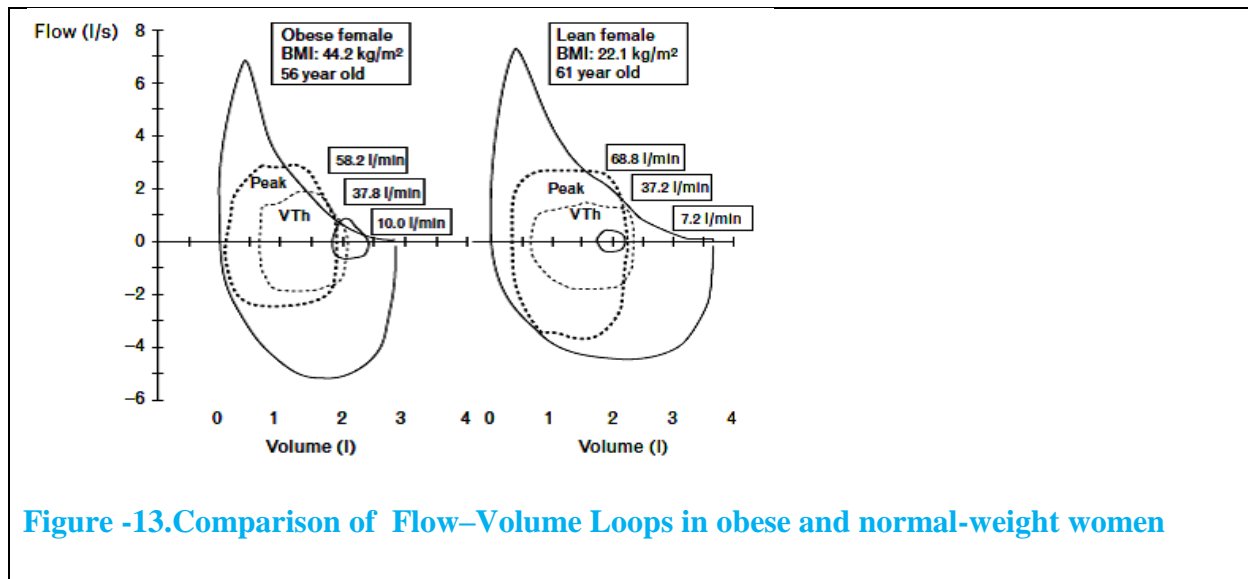 Flow (l/s)
8
6
4
2
0
−2
−4
−6
Obese female
BMI: 44.2 kg/m²
56 year old
58.2 l/min
37.8 l/min
10.0 l/min
Peak
VTh
0 1 2 3 4
Volume (l)
Lean female
BMI: 22.1 kg/m²
61 year old
68.8 l/min
37.2 l/min
7.2 l/min
Peak
VTh
0 1 2 3 4
Volume (l)
Figure -13.Comparison of Flow–Volume Loops in obese and normal-weight women